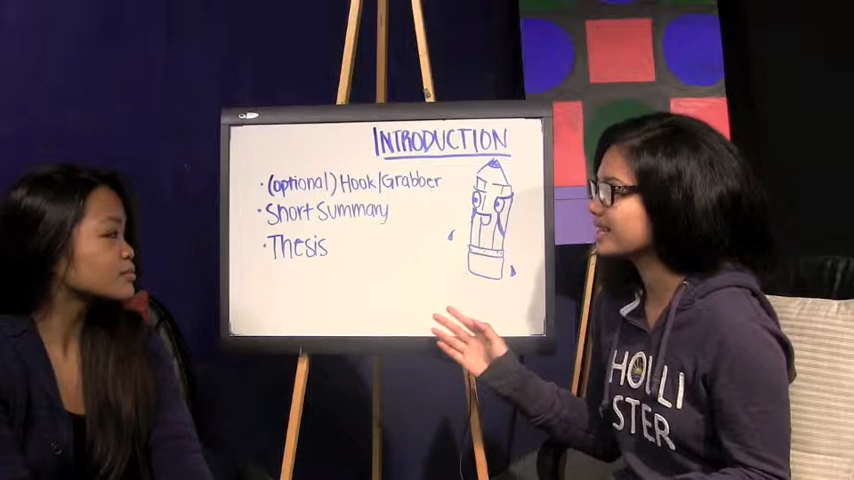 INTRODUCTION
• (optional) Hook/Grabber
• Short Summary
• Thesis
HOLLI
STER